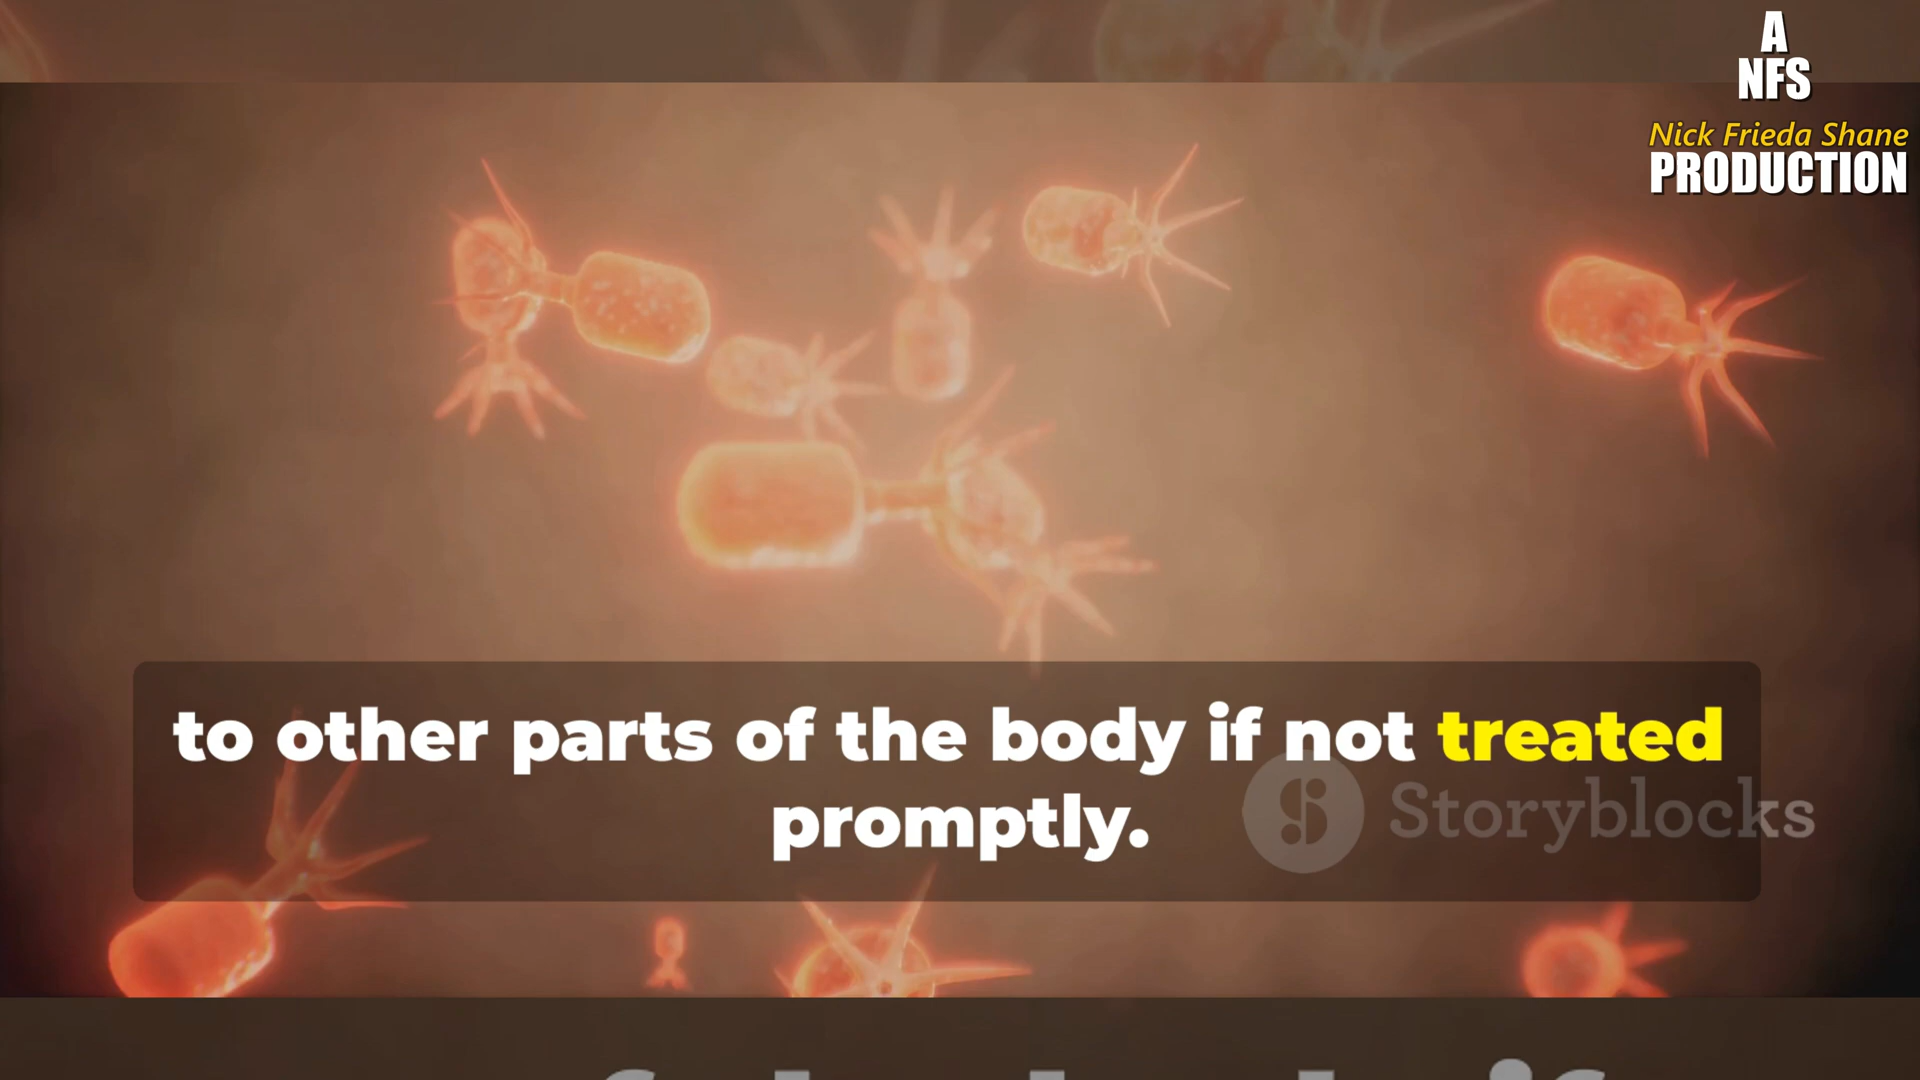 A
NFS
Nick Frieda Shane
PRODUCTION
to other parts of the body if not treated
promptly.
Storyblocks